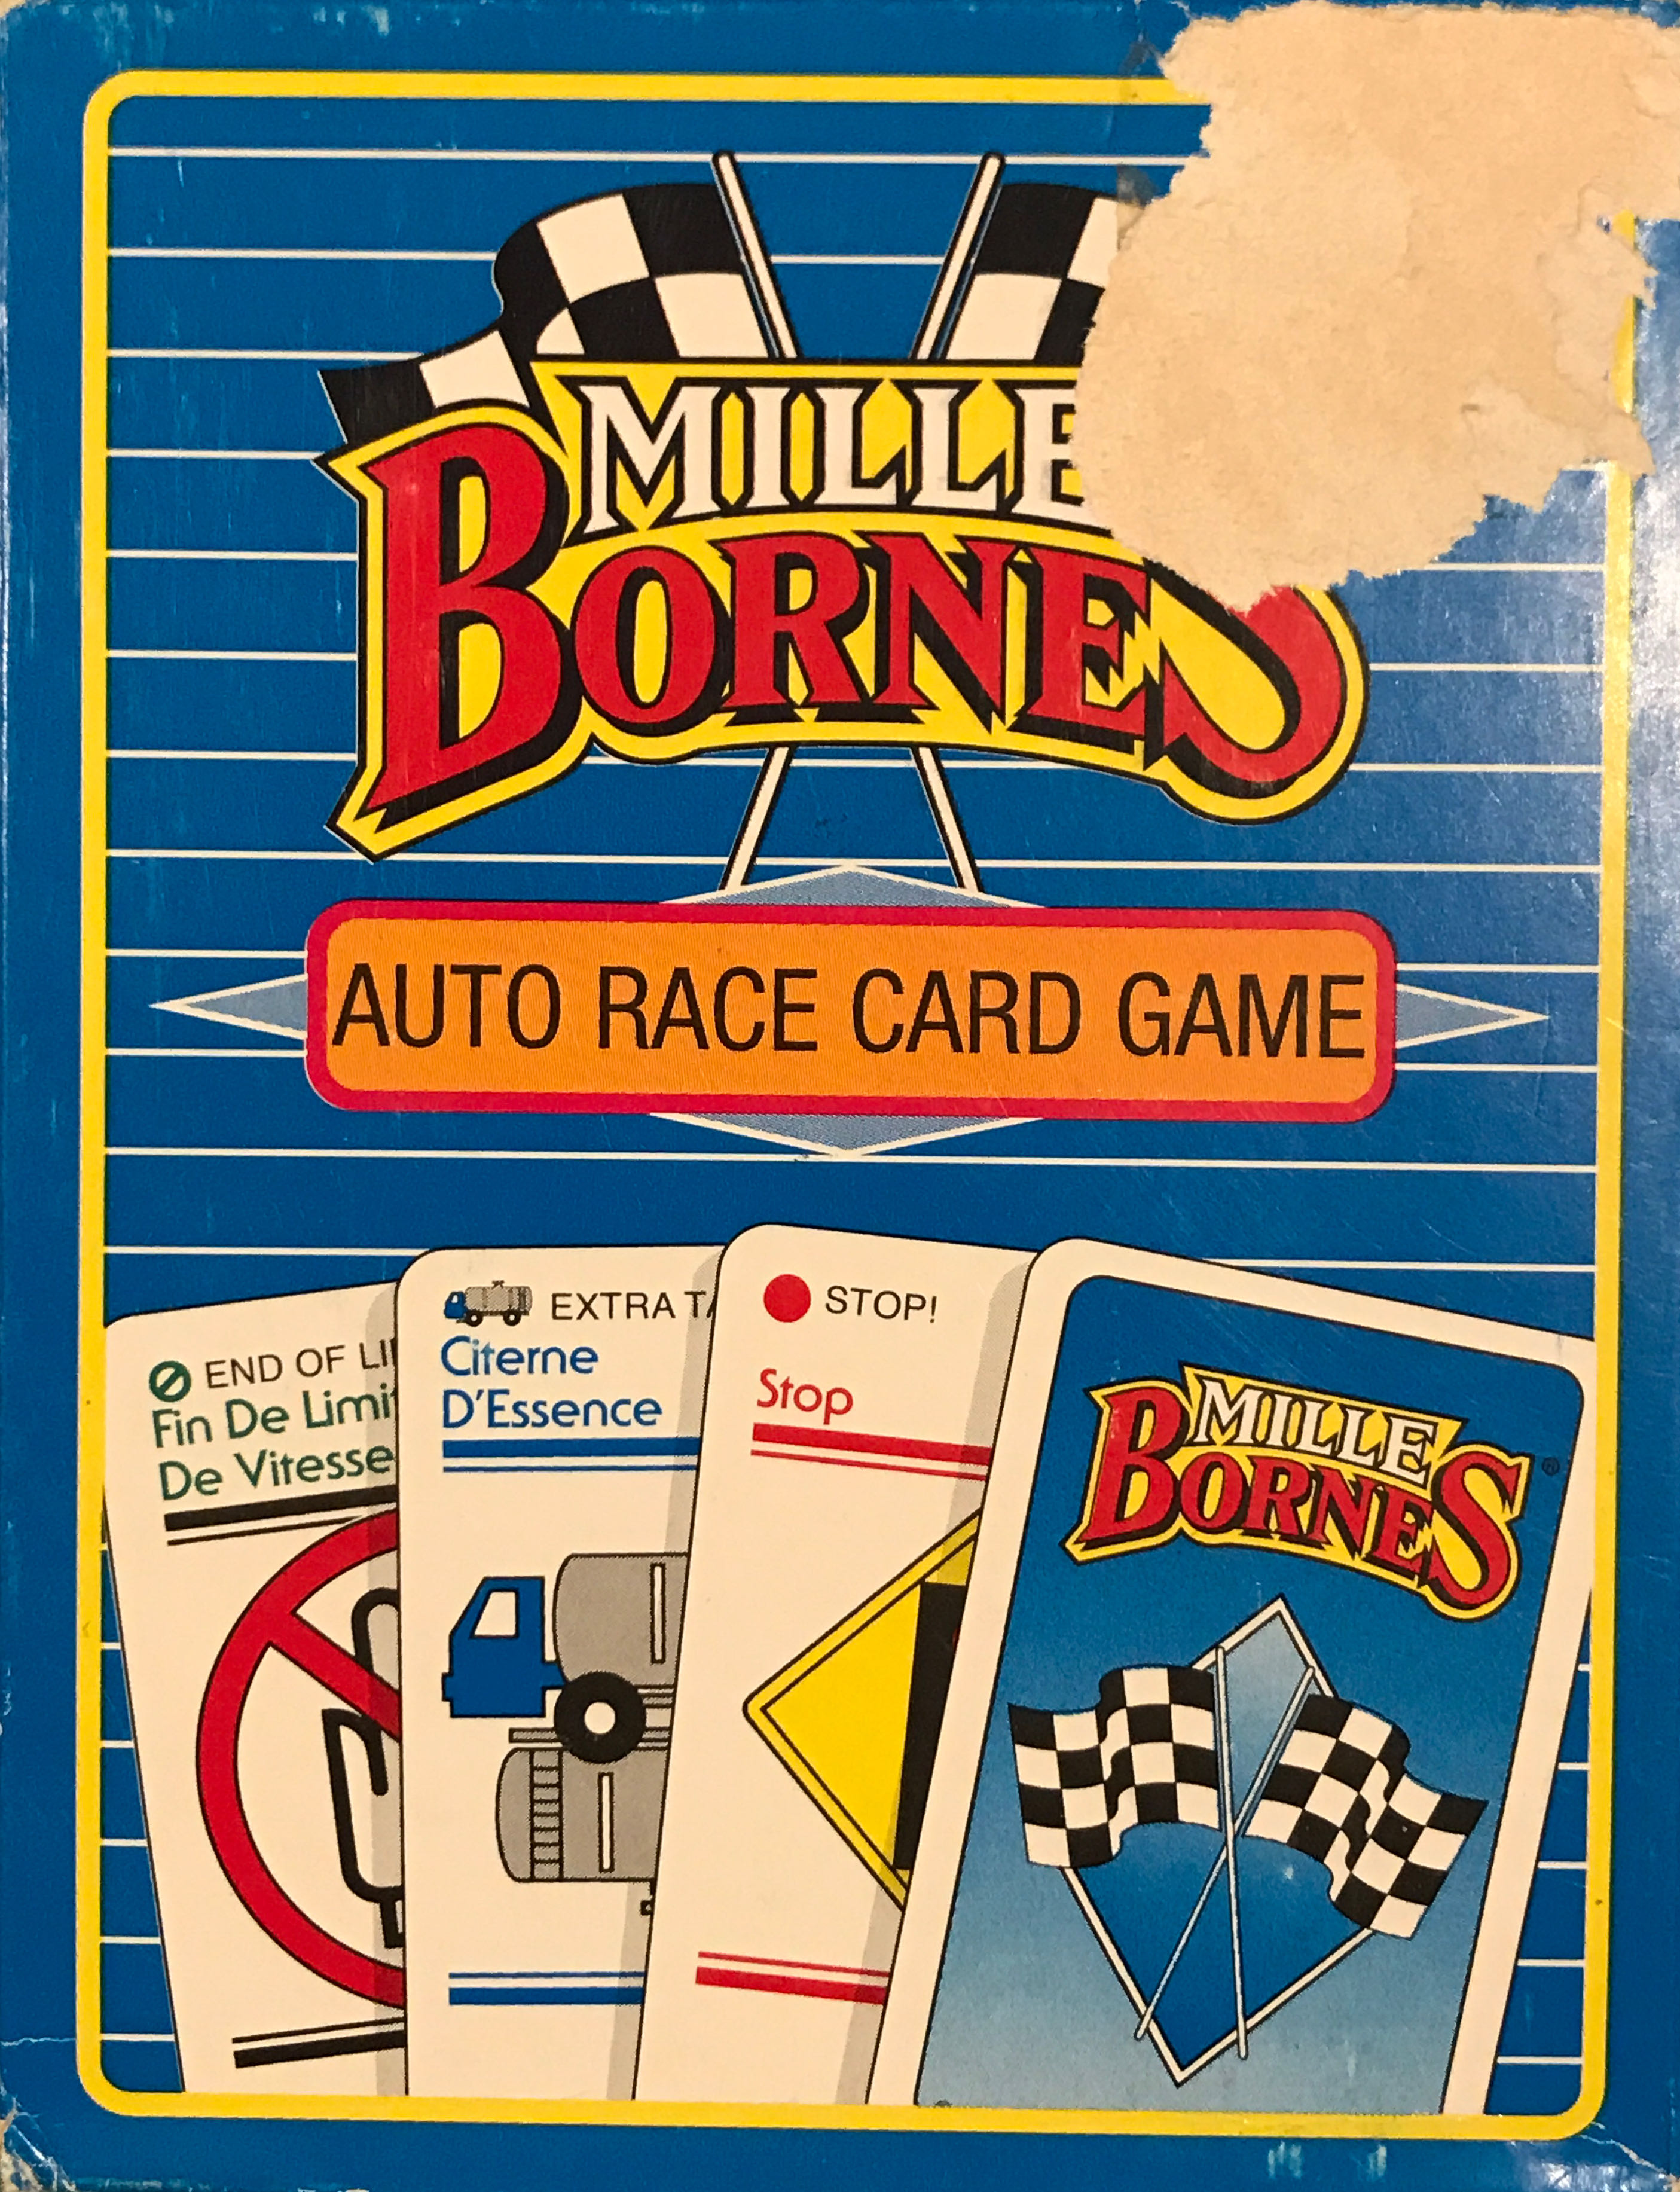 MILLE
BORNES
AUTO RACE CARD GAME
END OF LI
Fin De Limi
De Vitesse
EXTRA TA
Citerne
D'Essence
STOP!
Stop
MILLE
BORNES ®